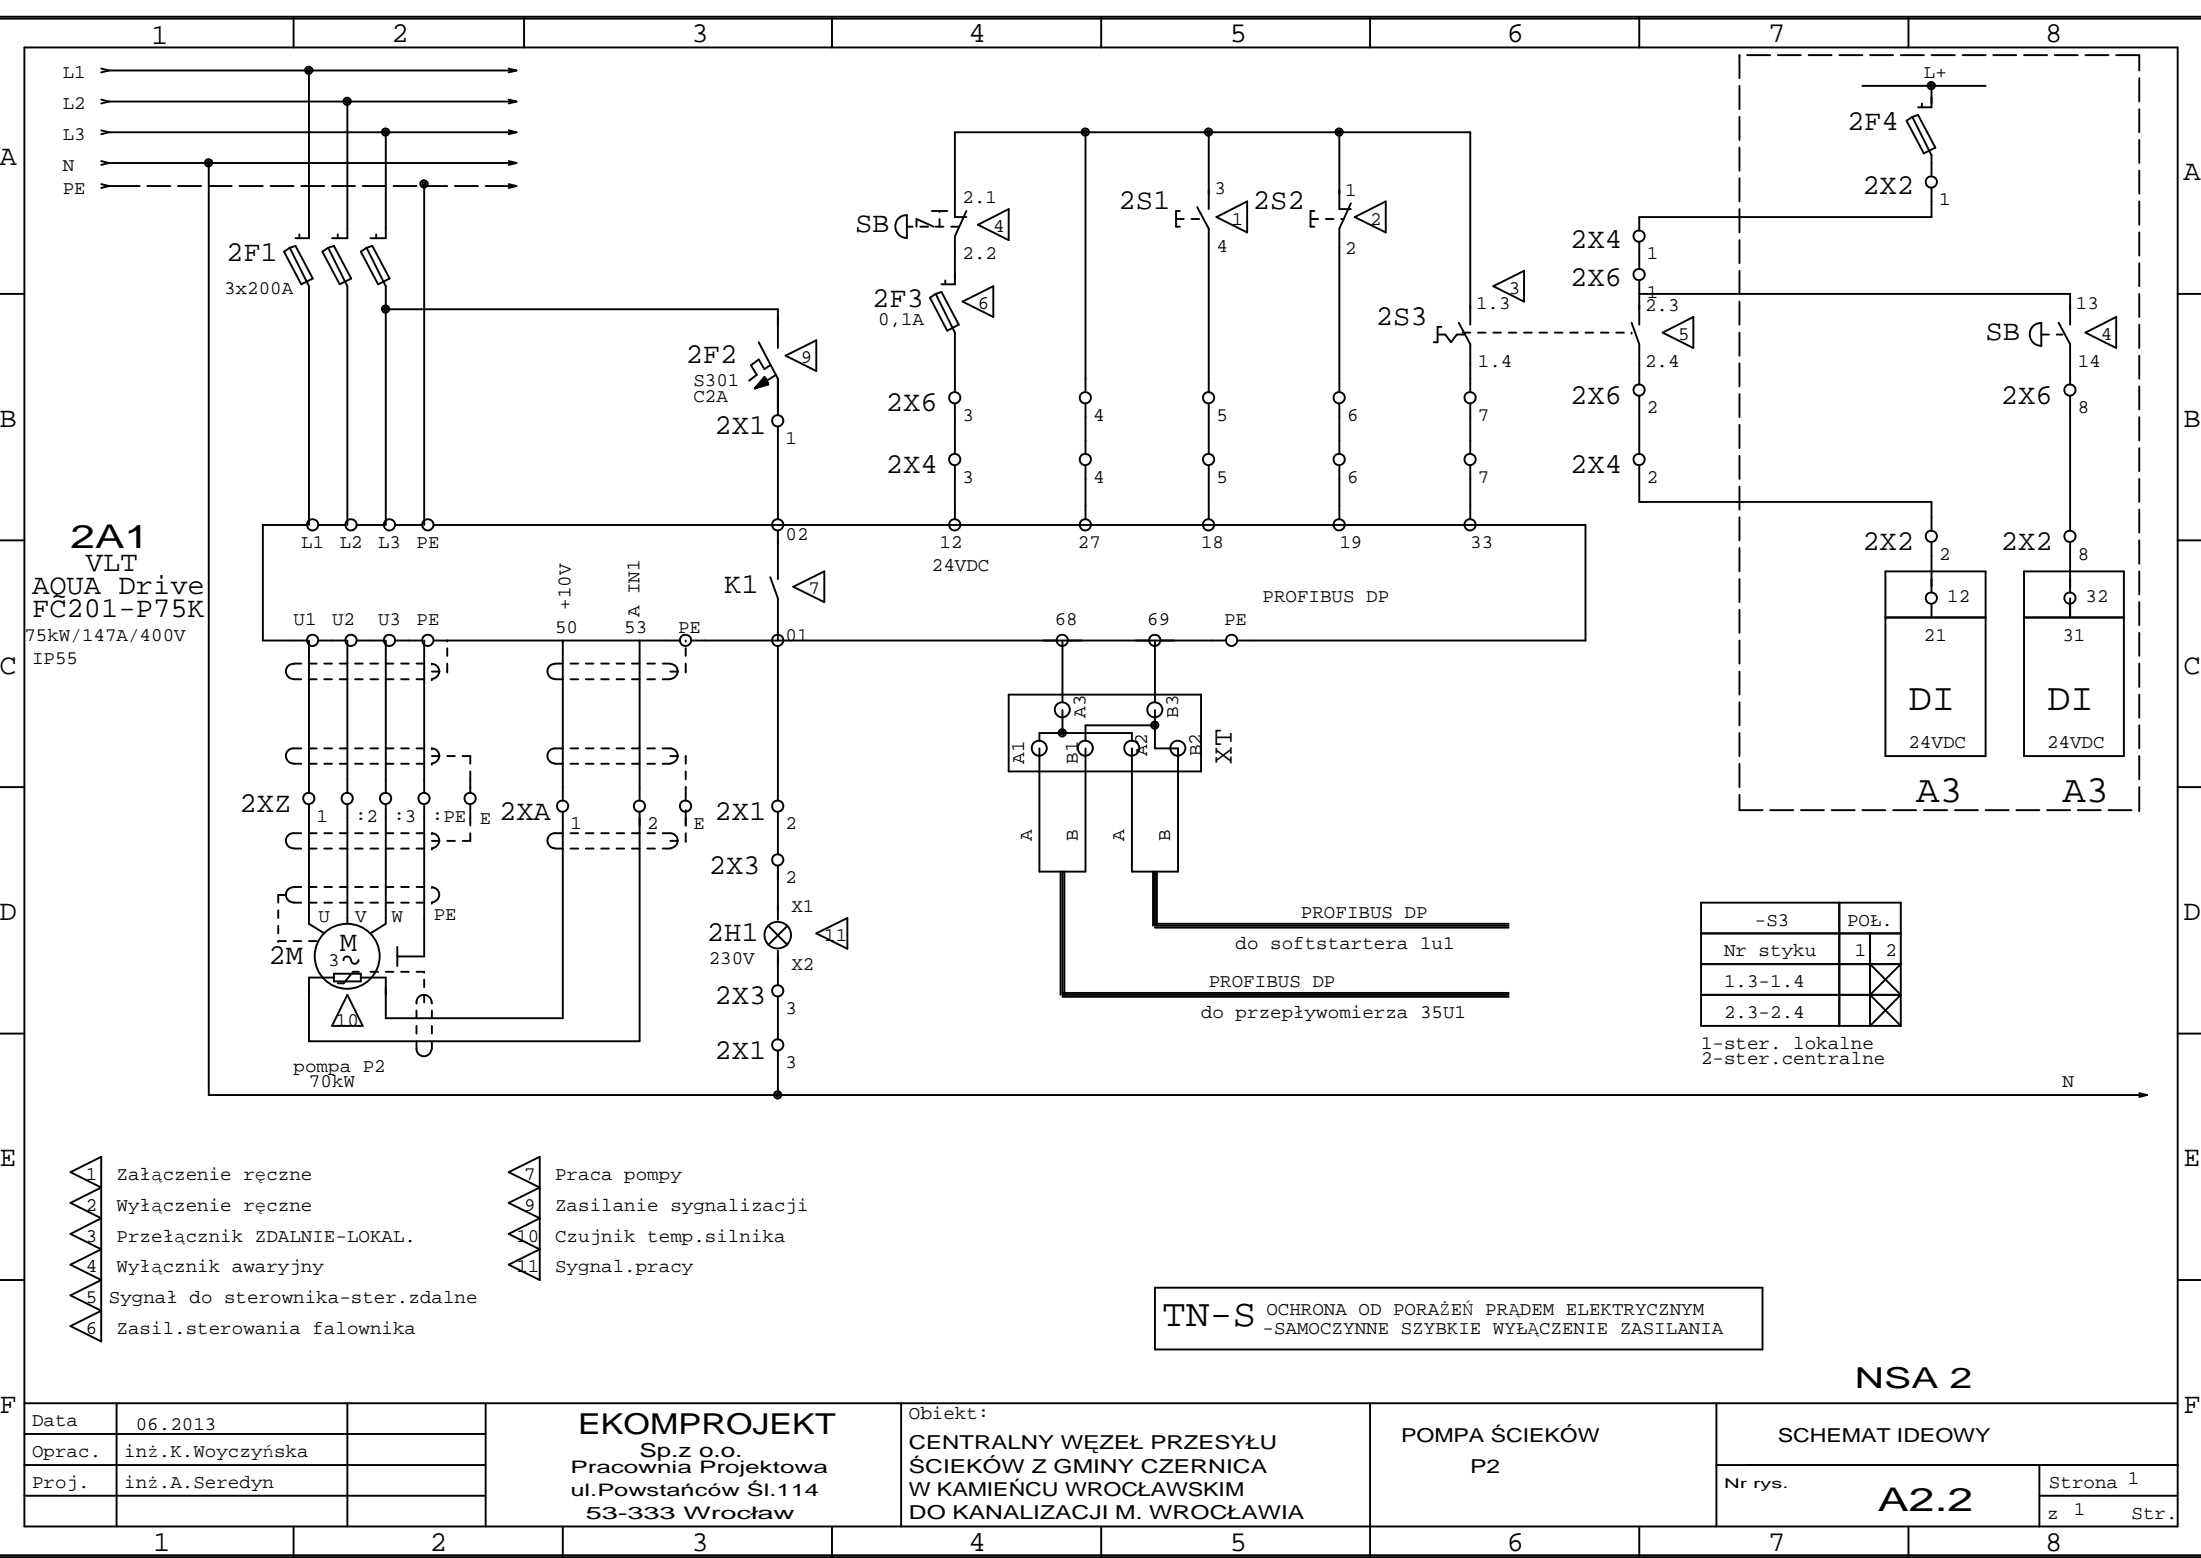 1 2 3 4 5 6 7 8
A
B
C
D
E
F
A
B
C
D
E
F
L1
L2
L3
N
PE
2F1
3x200A
2F2
S301
C2A
9
2X1
1
SB
2.1
2.2
4
2F3
0,1A
6
2S1
3
4
1
2S2
1
2
2
2S3
1.3
1.4
3
2X6
3
4
5
6
7
2X4
3
4
5
6
7
2X4
1
2X6
1
2.3
2.4
5
2X6
2
2X4
2
L+
2F4
2X2
1
SB
13
14
4
2X6
8
2X2
2
2X2
8
12
21
DI
24VDC
A3
32
31
DI
24VDC
A3
2A1
VLT
AQUA Drive
FC201-P75K
75kW/147A/400V
IP55
L1 L2 L3 PE
02
12
24VDC
27
18
19
33
+10V
50
A IN1
53
PE
K1
7
01
PROFIBUS DP
U1 U2 U3 PE
68
69
PE
A3
B3
A1
B1
A2
B2
XT
A
B
A
B
2XZ
1 :2 :3 :PE E
2XA
1
2
E
2X1
2
2X3
2
X1
2H1
230V
X2
11
2X3
3
2X1
3
U V W PE
2M
M
3
10
pompa P2
70kW
PROFIBUS DP
do softstartera 1u1
PROFIBUS DP
do przepływomierza 35U1
-S3 POŁ.
Nr styku 1 2
1.3-1.4
2.3-2.4
1-ster. lokalne
2-ster.centralne
N
1 Załączenie ręczne
2 Wyłączenie ręczne
3 Przełącznik ZDALNIE-LOKAL.
4 Wyłącznik awaryjny
5 Sygnał do sterownika-ster.zdalne
6 Zasil.sterowania falownika
7 Praca pompy
9 Zasilanie sygnalizacji
10 Czujnik temp.silnika
11 Sygnal.pracy
TN-S OCHRONA OD PORAŻEŃ PRĄDEM ELEKTRYCZNYM
-SAMOCZYNNE SZYBKIE WYŁĄCZENIE ZASILANIA
NSA 2
Data 06.2013
Oprac. inż.K.Woyczyńska
Proj. inż.A.Seredyn
EKOMPROJEKT
Sp.z o.o.
Pracownia Projektowa
ul.Powstańców Śl.114
53-333 Wrocław
Obiekt:
CENTRALNY WĘZEŁ PRZESYŁU
ŚCIEKÓW Z GMINY CZERNICA
W KAMIEŃCU WROCŁAWSKIM
DO KANALIZACJI M. WROCŁAWIA
POMPA ŚCIEKÓW
P2
SCHEMAT IDEOWY
Nr rys.
A2.2
Strona 1
z 1 Str.
1 2 3 4 5 6 7 8